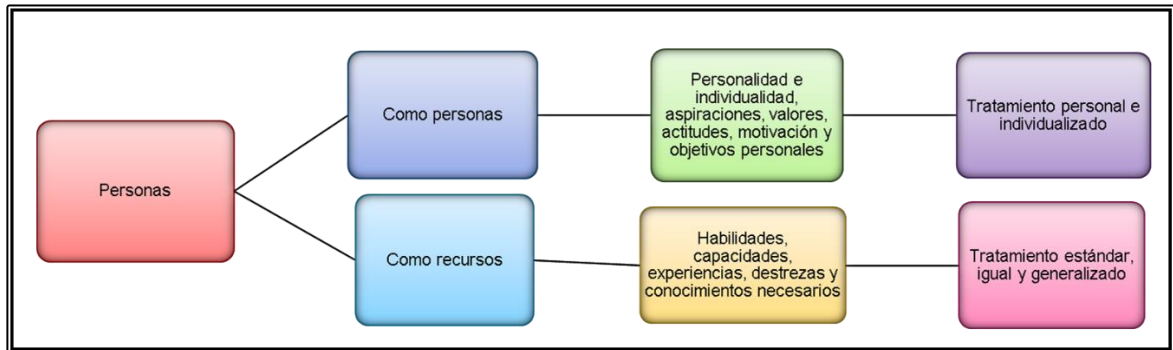 Personas
Como personas
Personalidad e
individualidad,
aspiraciones, valores,
actitudes, motivación y
objetivos personales
Tratamiento personal e
individualizado
Como recursos
Habilidades,
capacidades,
experiencias, destrezas y
conocimientos necesarios
Tratamiento estándar,
igual y generalizado